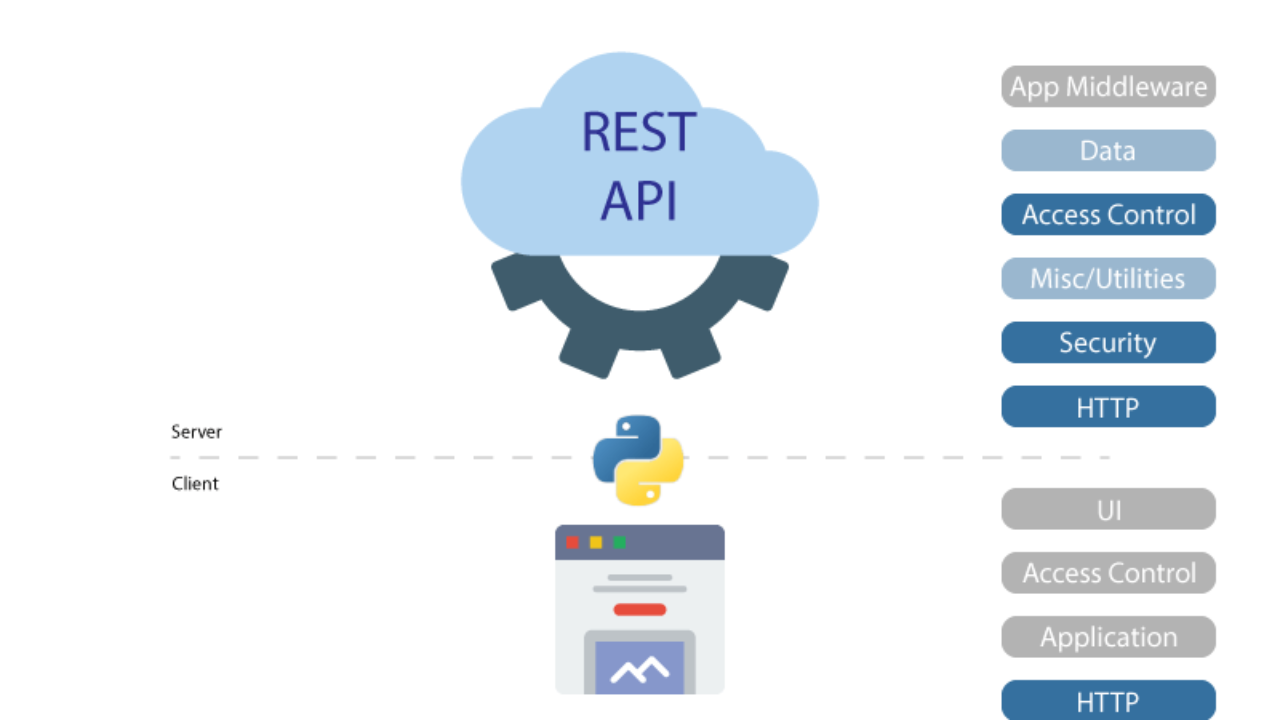 REST
API
App Middleware
Data
Access Control
Misc/Utilities
Security
HTTP
Server
Client
UI
Access Control
Application
HTTP